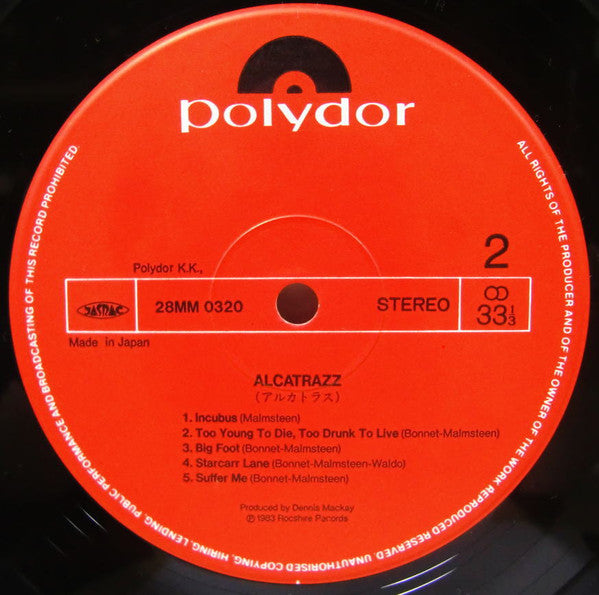 polydor
2
Polydor K.K.,
JASRAC
28MM 0320
STEREO
33 1/3
Made in Japan
ALCATRAZZ
(アルカトラス)
1. Incubus (Malmsteen)
2. Too Young To Die, Too Drunk To Live (Bonnet-Malmsteen)
3. Big Foot (Bonnet-Malmsteen)
4. Starcarr Lane (Bonnet-Malmsteen-Waldo)
5. Suffer Me (Bonnet-Malmsteen)
Produced by Dennis Mackay
℗ 1983 Rocshire Records
ALL RIGHTS OF THE PRODUCER AND OF THE OWNER OF THE WORK REPRODUCED RESERVED. UNAUTHORISED COPYING, HIRING, LENDING, PUBLIC PERFORMANCE AND BROADCASTING OF THIS RECORD PROHIBITED.